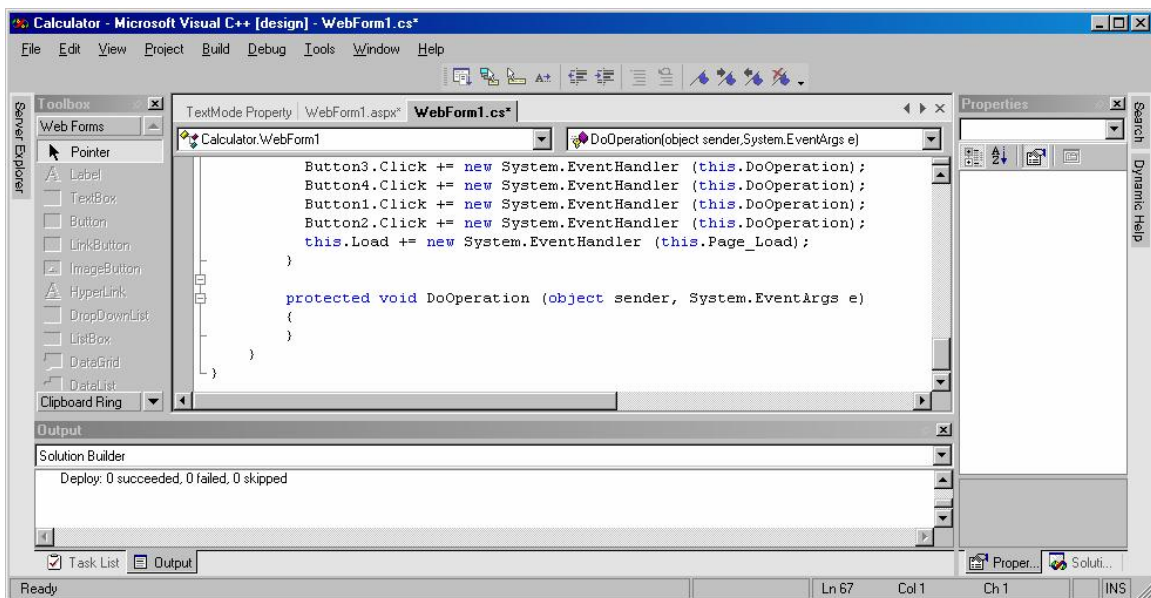 Calculator - Microsoft Visual C++ [design] - WebForm1.cs*
File Edit View Project Build Debug Tools Window Help
Server Explorer
Toolbox
Web Forms
Pointer
Label
TextBox
Button
LinkButton
ImageButton
HyperLink
DropDownList
ListBox
DataGrid
DataList
Clipboard Ring
TextMode Property WebForm1.aspx* WebForm1.cs*
Calculator.WebForm1 DoOperation(object sender,System.EventArgs e)
Button3.Click += new System.EventHandler (this.DoOperation);
Button4.Click += new System.EventHandler (this.DoOperation);
Button1.Click += new System.EventHandler (this.DoOperation);
Button2.Click += new System.EventHandler (this.DoOperation);
this.Load += new System.EventHandler (this.Page_Load);
}
protected void DoOperation (object sender, System.EventArgs e)
{
}
}
}
Properties
Search
Dynamic Help
Output
Solution Builder
Deploy: 0 succeeded, 0 failed, 0 skipped
Task List Output
Proper... Soluti...
Ready Ln 67 Col 1 Ch 1 INS